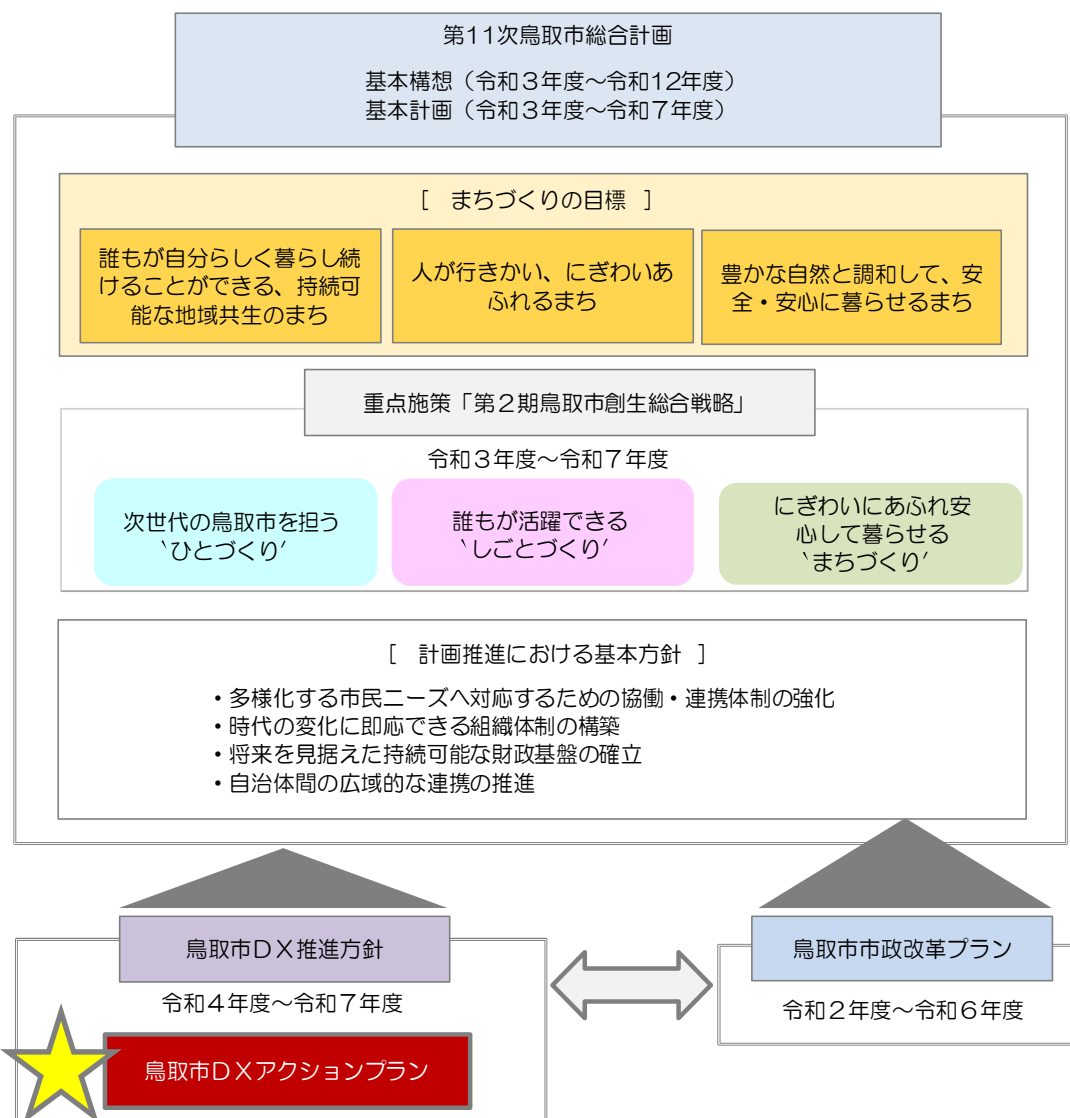 第11次鳥取市総合計画
基本構想（令和３年度～令和12年度）
基本計画（令和３年度～令和７年度）
［　まちづくりの目標　］
誰もが自分らしく暮らし続
けることができる、持続可
能な地域共生のまち
人が行きかい、にぎわいあ
ふれるまち
豊かな自然と調和して、安
全・安心に暮らせるまち
重点施策「第２期鳥取市創生総合戦略」
令和３年度～令和７年度
次世代の鳥取市を担う
‵ひとづくり′
誰もが活躍できる
‵しごとづくり′
にぎわいにあふれ安
心して暮らせる
‵まちづくり′
［　計画推進における基本方針　］
・多様化する市民ニーズへ対応するための協働・連携体制の強化
・時代の変化に即応できる組織体制の構築
・将来を見据えた持続可能な財政基盤の確立
・自治体間の広域的な連携の推進
鳥取市ＤＸ推進方針
令和４年度～令和７年度
鳥取市ＤＸアクションプラン
鳥取市市政改革プラン
令和２年度～令和６年度